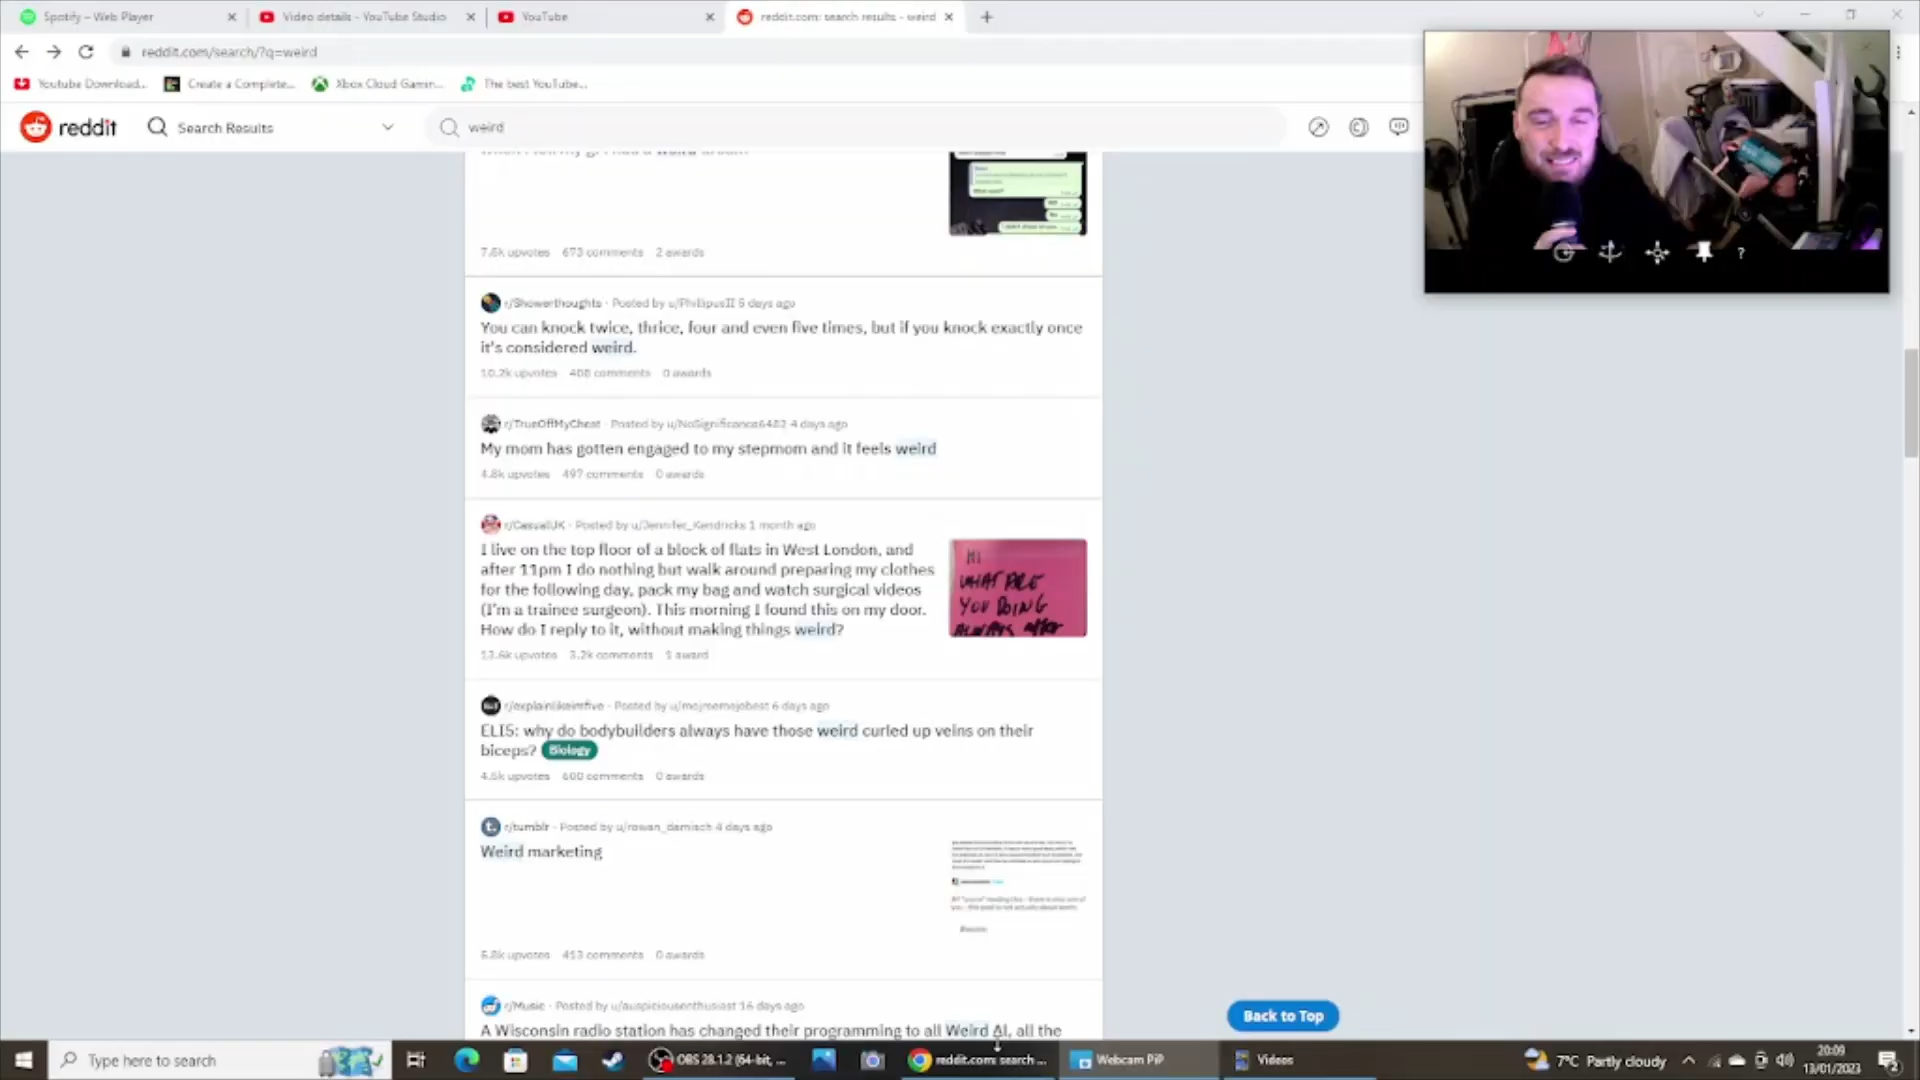 Spotify – Web Player
Video details - YouTube Studio
YouTube
reddit.com: search results - weird
reddit.com/search/?q=weird
Youtube Download...
Create a Complete...
Xbox Cloud Gamin...
The best YouTube...
reddit
Search Results
weird
?
7.6k upvotes 673 comments 2 awards
r/Showerthoughts · Posted by u/PhillipusII 5 days ago
You can knock twice, thrice, four and even five times, but if you knock exactly once
it's considered weird.
10.2k upvotes 408 comments 0 awards
r/TrueOffMyChest · Posted by u/NoSignificance6482 4 days ago
My mom has gotten engaged to my stepmom and it feels weird
4.8k upvotes 497 comments 0 awards
r/CasualUK · Posted by u/Jennifer_Kendricks 1 month ago
I live on the top floor of a block of flats in West London, and
after 11pm I do nothing but walk around preparing my clothes
for the following day, pack my bag and watch surgical videos
(I'm a trainee surgeon). This morning I found this on my door.
How do I reply to it, without making things weird?
13.6k upvotes 3.2k comments 1 award
Hi
WHAT ARE
YOU DOING
ALWAYS after
r/explainlikeimfive · Posted by u/mojmemojobest 6 days ago
ELI5: why do bodybuilders always have those weird curled up veins on their
biceps? Biology
4.5k upvotes 600 comments 0 awards
r/tumblr · Posted by u/rowan_damisch 4 days ago
Weird marketing
5.8k upvotes 413 comments 0 awards
r/Music · Posted by u/auspiciousenthusiast 16 days ago
A Wisconsin radio station has changed their programming to all Weird Al, all the
Back to Top
Type here to search
OBS 28.1.2 (64-bit, ...
reddit.com: search ...
Webcam PiP
Videos
7°C Partly cloudy
20:09
13/01/2023
2